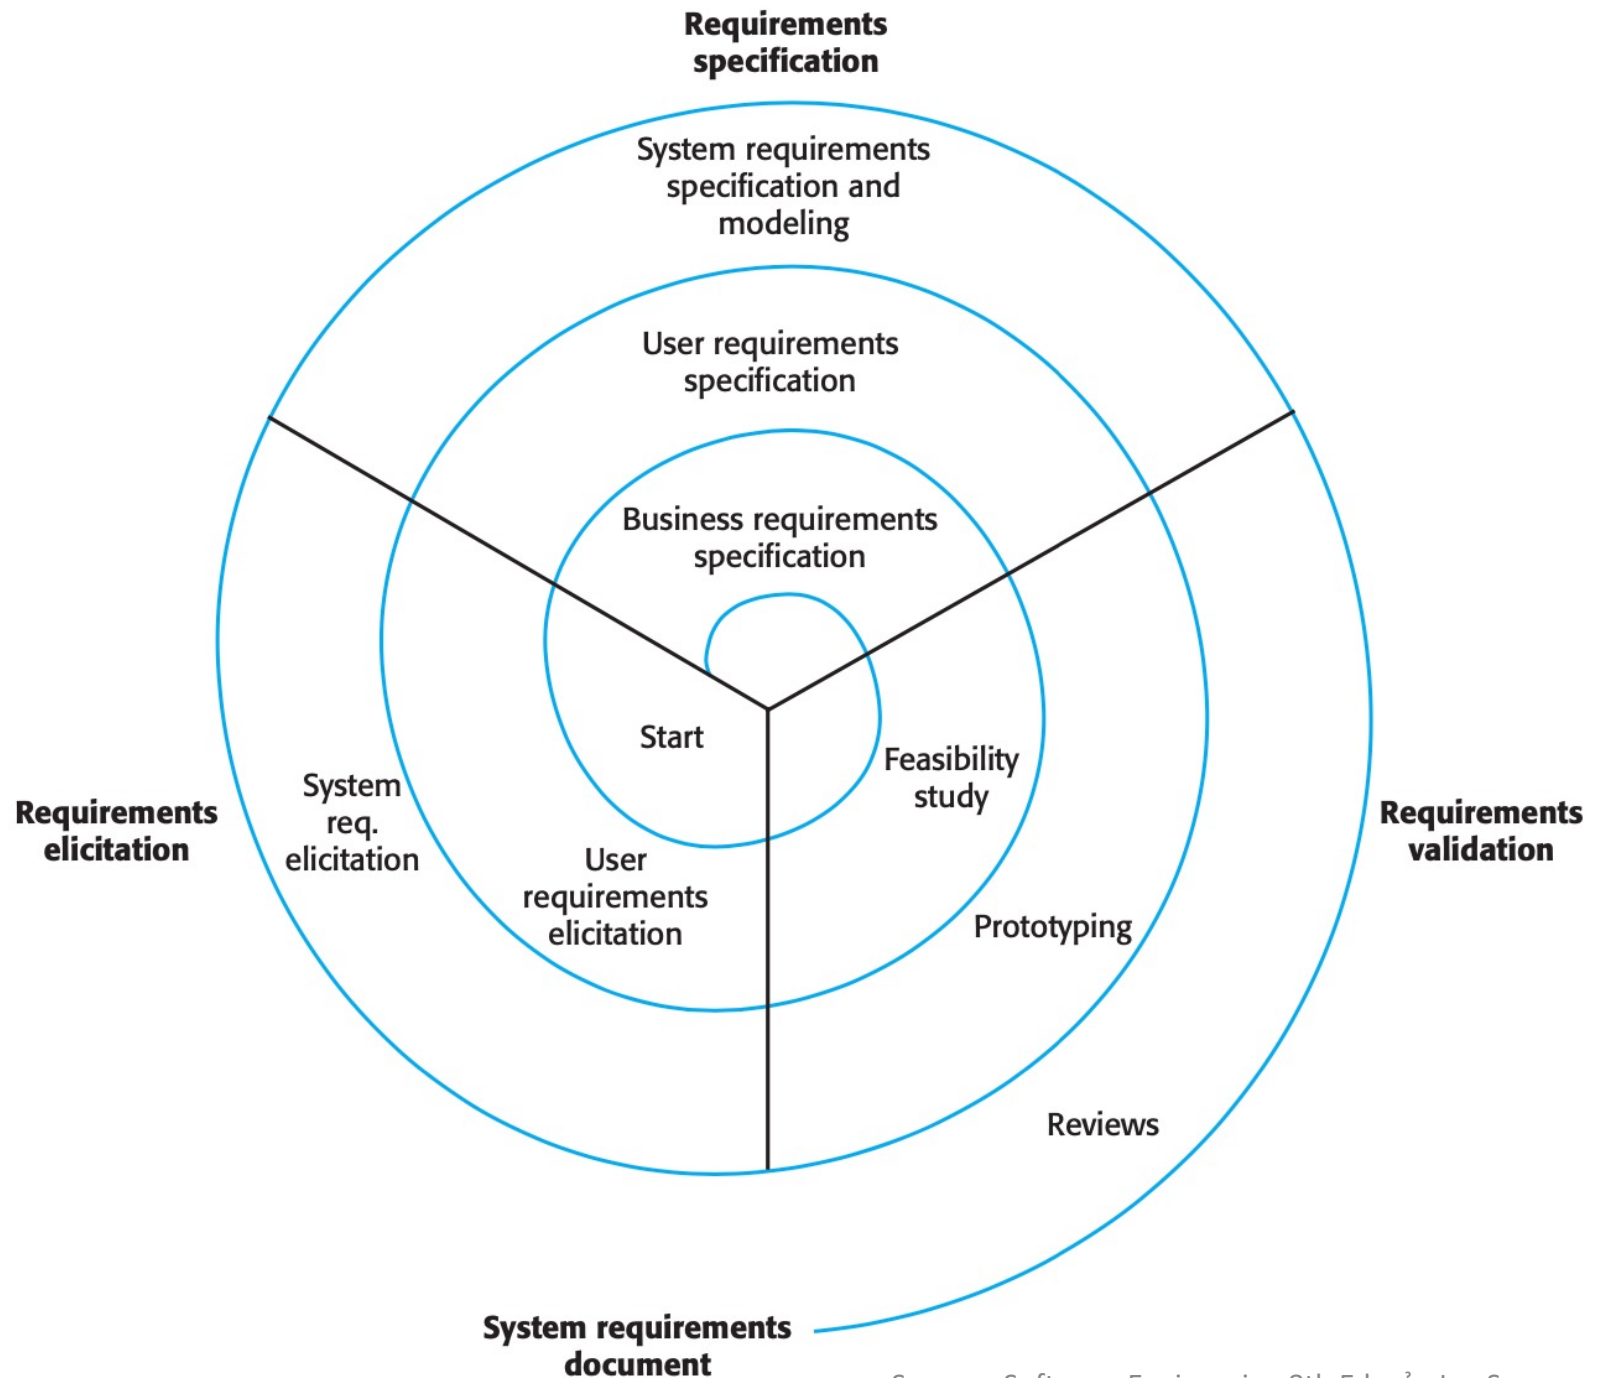 Requirements
specification
System requirements
specification and
modeling
User requirements
specification
Business requirements
specification
Start
Feasibility
study
System
req.
elicitation
Requirements
elicitation
Requirements
validation
User
requirements
elicitation
Prototyping
Reviews
System requirements
document